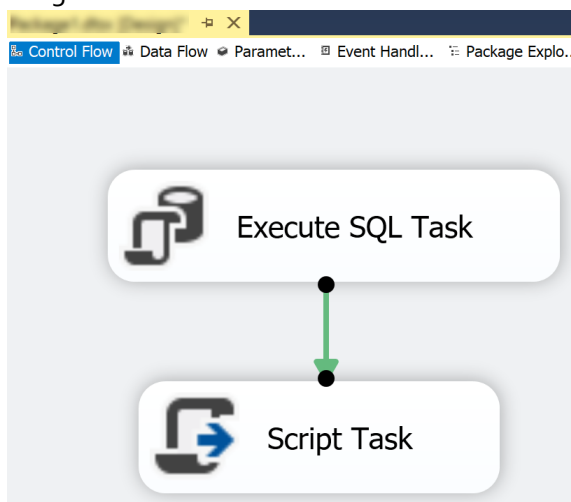 Control Flow Data Flow Paramet... Event Handl... Package Explo..
Execute SQL Task
Script Task